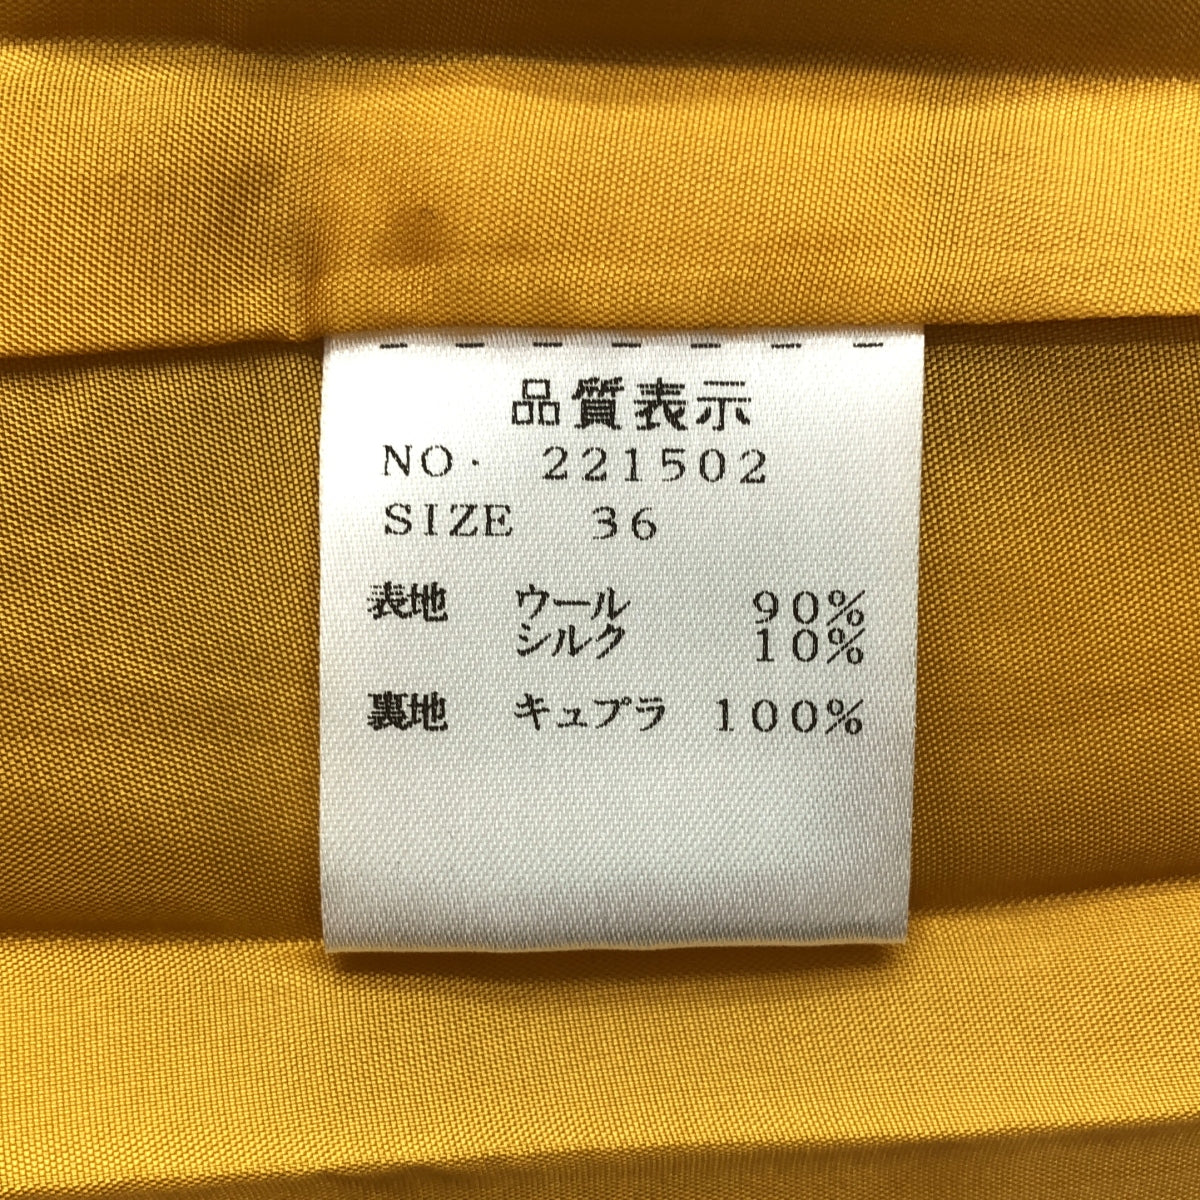 品質表示
NO. 221502
SIZE 36
表地 ウール 90%
シルク 10%
裏地 キュプラ 100%